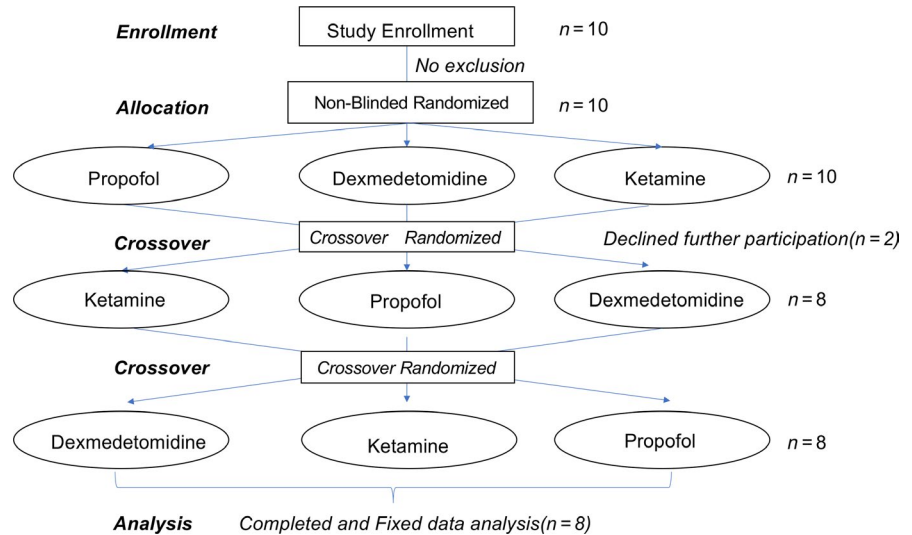 Enrollment Study Enrollment n = 10
No exclusion
Allocation Non-Blinded Randomized n = 10
Propofol Dexmedetomidine Ketamine n = 10
Crossover Crossover Randomized Declined further participation(n = 2)
Ketamine Propofol Dexmedetomidine n = 8
Crossover Crossover Randomized
Dexmedetomidine Ketamine Propofol n = 8
Analysis Completed and Fixed data analysis(n = 8)